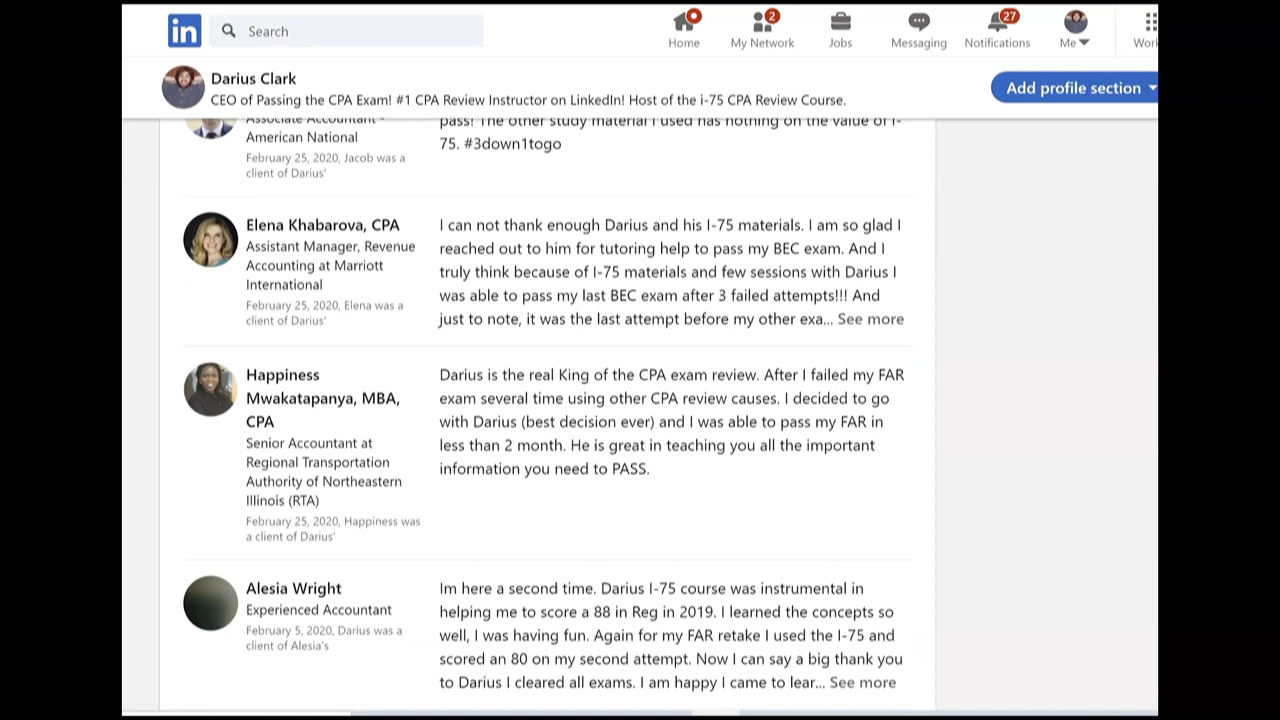 in
Search
2
27
Home
My Network
Jobs
Messaging
Notifications
Me
Work
Darius Clark
CEO of Passing the CPA Exam! #1 CPA Review Instructor on LinkedIn! Host of the i-75 CPA Review Course.
Add profile section
Associate Accountant -
American National
February 25, 2020, Jacob was a
client of Darius'
pass! The other study material I used has nothing on the value of I-
75. #3down1togo
Elena Khabarova, CPA
Assistant Manager, Revenue
Accounting at Marriott
International
February 25, 2020, Elena was a
client of Darius'
I can not thank enough Darius and his I-75 materials. I am so glad I
reached out to him for tutoring help to pass my BEC exam. And I
truly think because of I-75 materials and few sessions with Darius I
was able to pass my last BEC exam after 3 failed attempts!!! And
just to note, it was the last attempt before my other exa... See more
Happiness
Mwakatapanya, MBA,
CPA
Senior Accountant at
Regional Transportation
Authority of Northeastern
Illinois (RTA)
February 25, 2020, Happiness was
a client of Darius'
Darius is the real King of the CPA exam review. After I failed my FAR
exam several time using other CPA review causes. I decided to go
with Darius (best decision ever) and I was able to pass my FAR in
less than 2 month. He is great in teaching you all the important
information you need to PASS.
Alesia Wright
Experienced Accountant
February 5, 2020, Darius was a
client of Alesia's
Im here a second time. Darius I-75 course was instrumental in
helping me to score a 88 in Reg in 2019. I learned the concepts so
well, I was having fun. Again for my FAR retake I used the I-75 and
scored an 80 on my second attempt. Now I can say a big thank you
to Darius I cleared all exams. I am happy I came to lear... See more